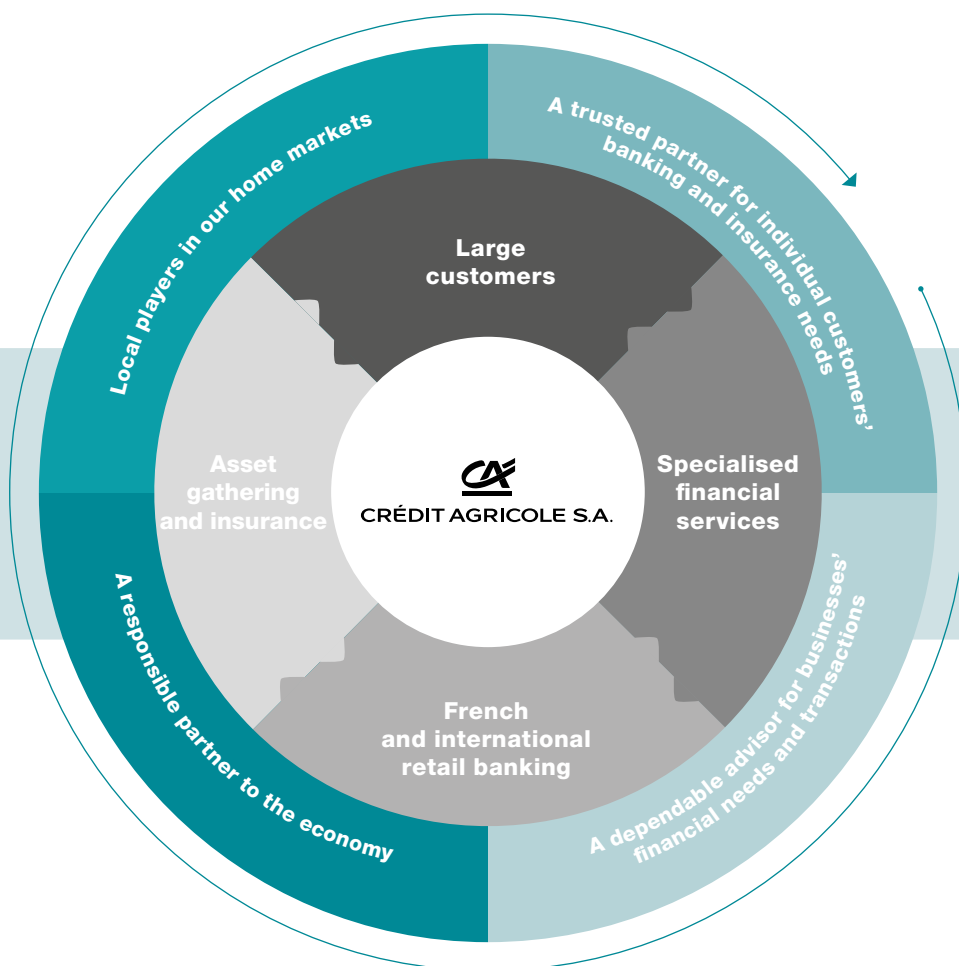 Local players in our home markets
A trusted partner for individual customers’
banking and insurance needs
Large
customers
Asset
gathering
and insurance
CA
CRÉDIT AGRICOLE S.A.
Specialised
financial
services
French
and international
retail banking
A responsible partner to the economy
A dependable advisor for businesses’
financial needs and transactions